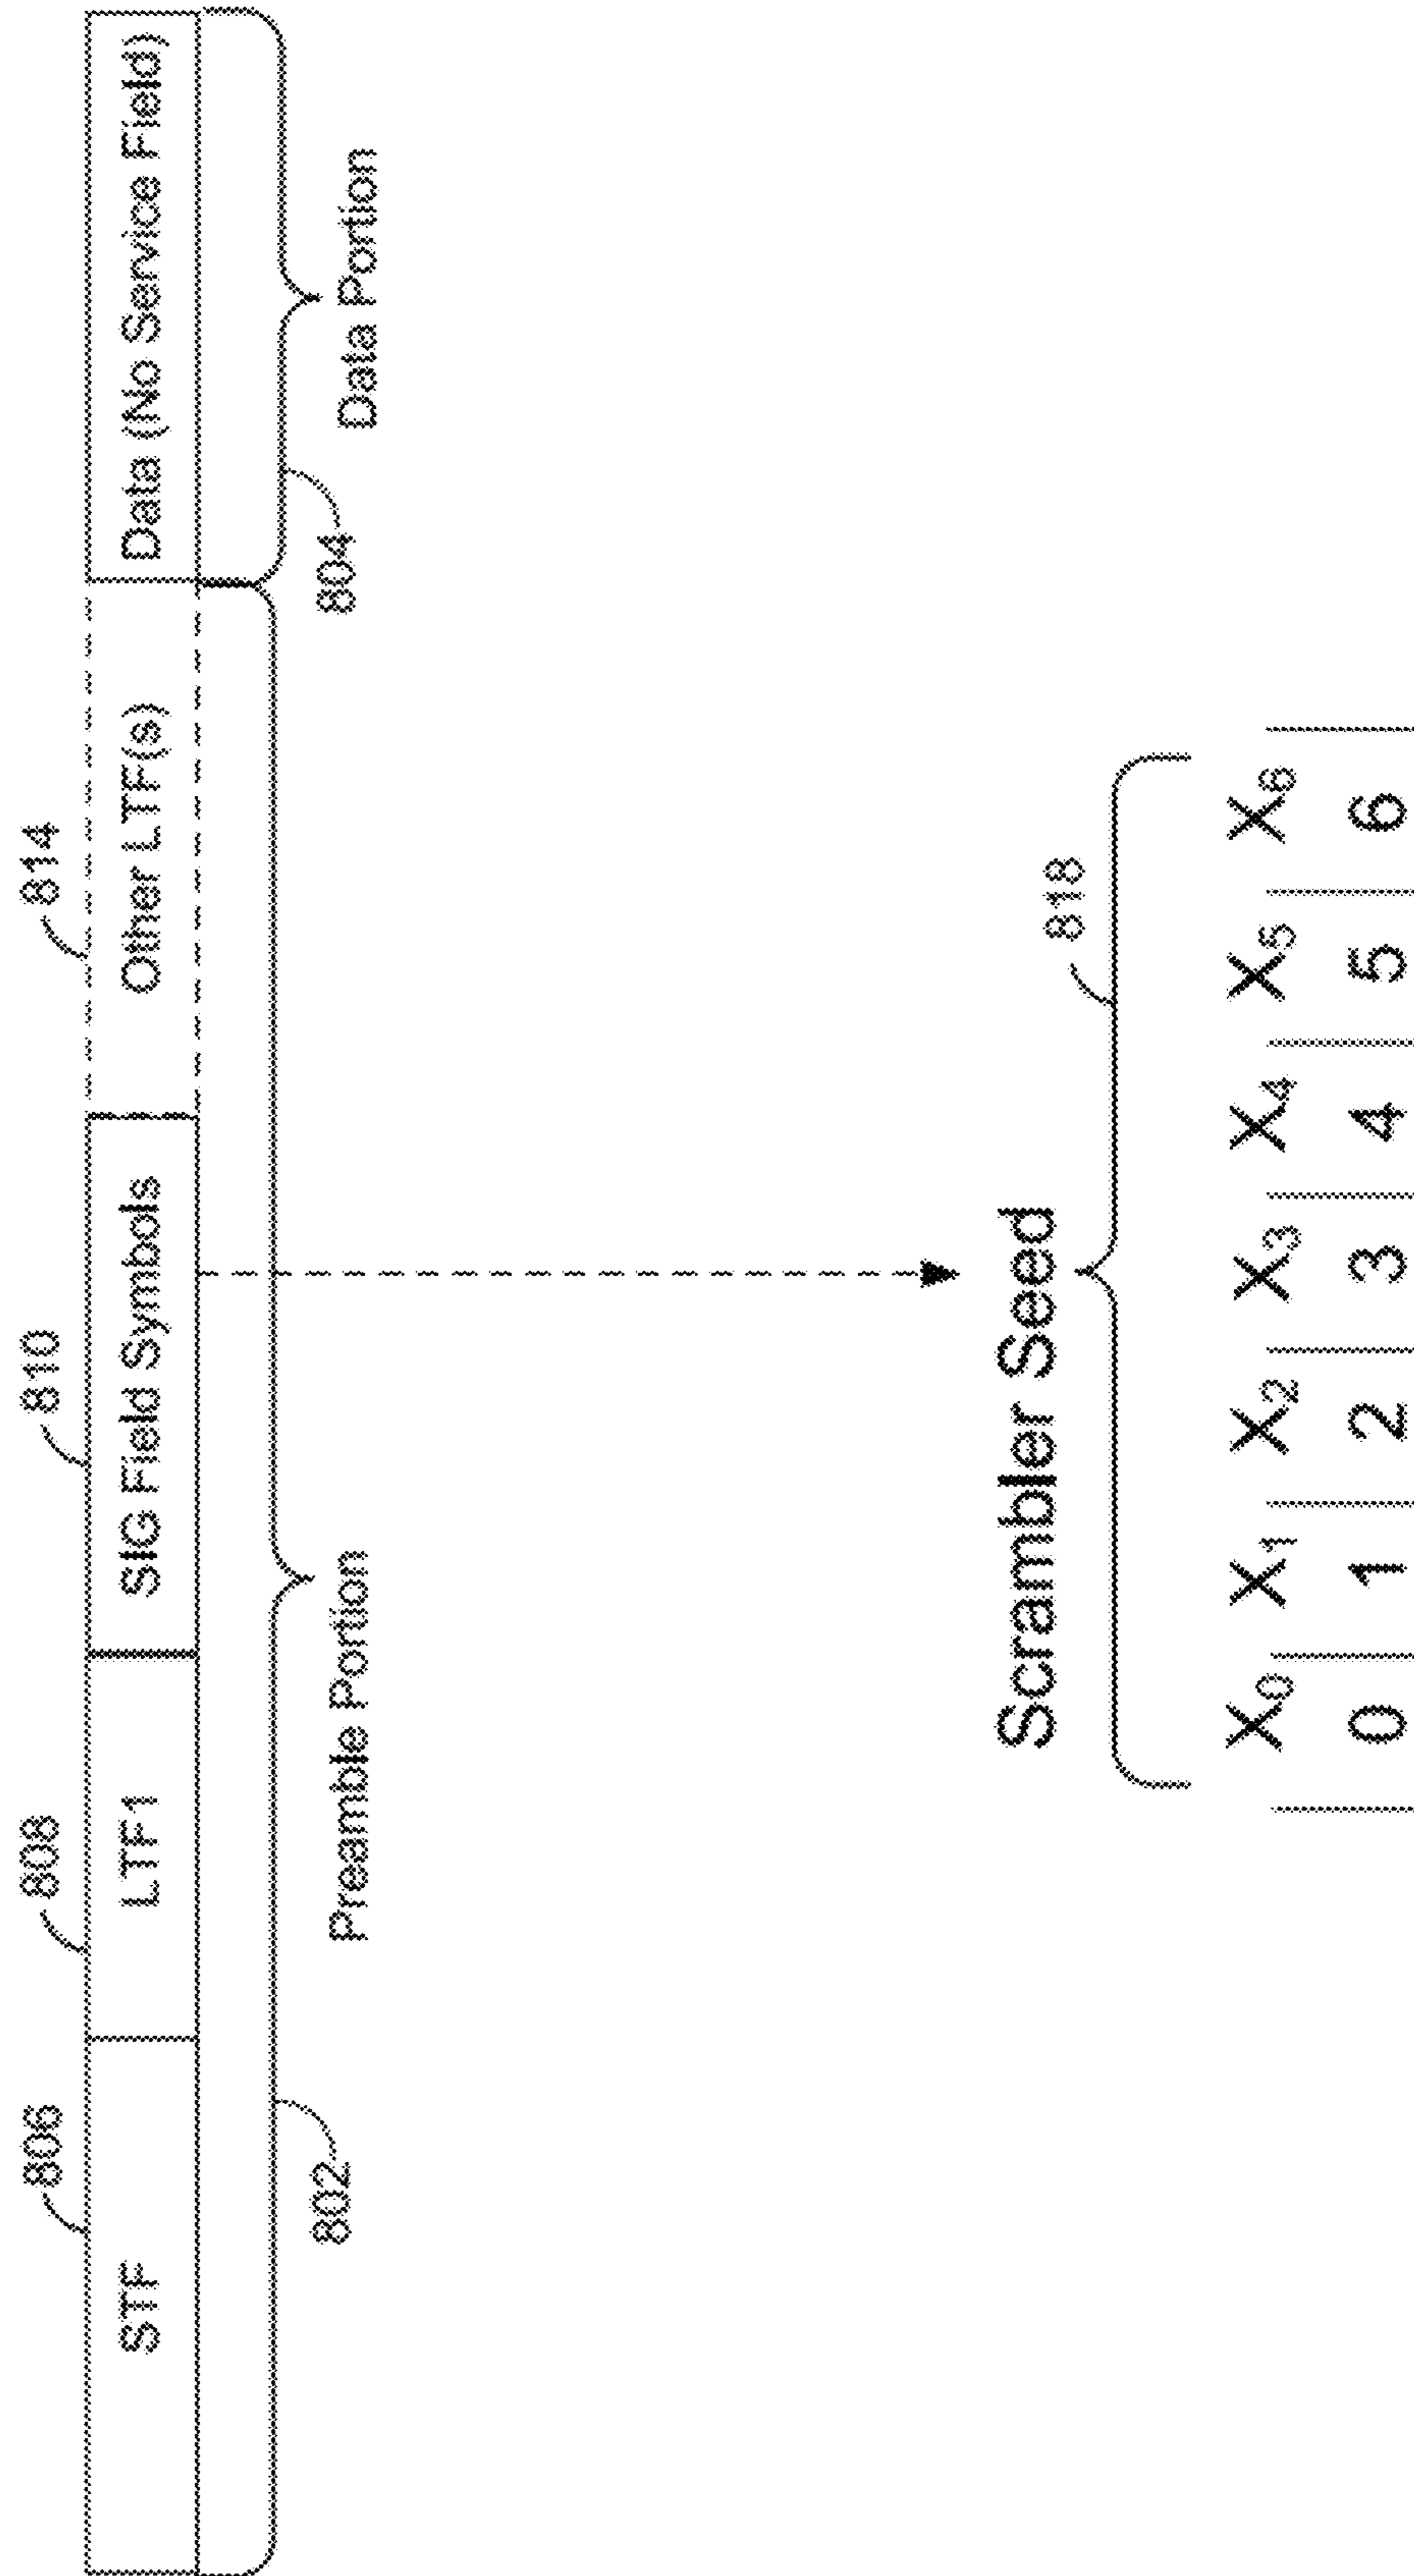 806 808 810 814
STF LTF1 SIG Field Symbols Other LTF(s) Data (No Service Field)
802 804
Preamble Portion Data Portion
Scrambler Seed
818
X0 X1 X2 X3 X4 X5 X6
0 1 2 3 4 5 6